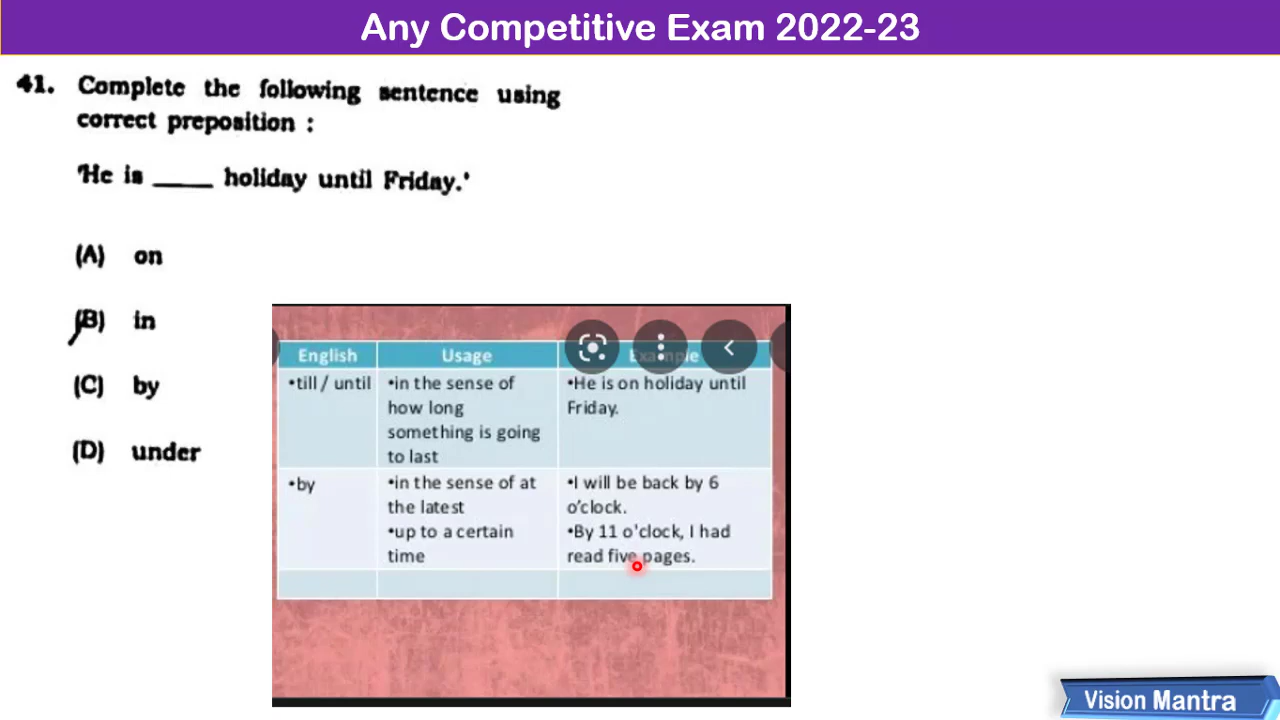 Any Competitive Exam 2022-23
41. Complete the following sentence using
correct preposition :
'He is ____ holiday until Friday.'
(A) on
(B) in
(C) by
(D) under
English Usage Example
•till / until •in the sense of •He is on holiday until
how long Friday.
something is going
to last
•by •in the sense of at •I will be back by 6
the latest o'clock.
•up to a certain •By 11 o'clock, I had
time read five pages.
Vision Mantra